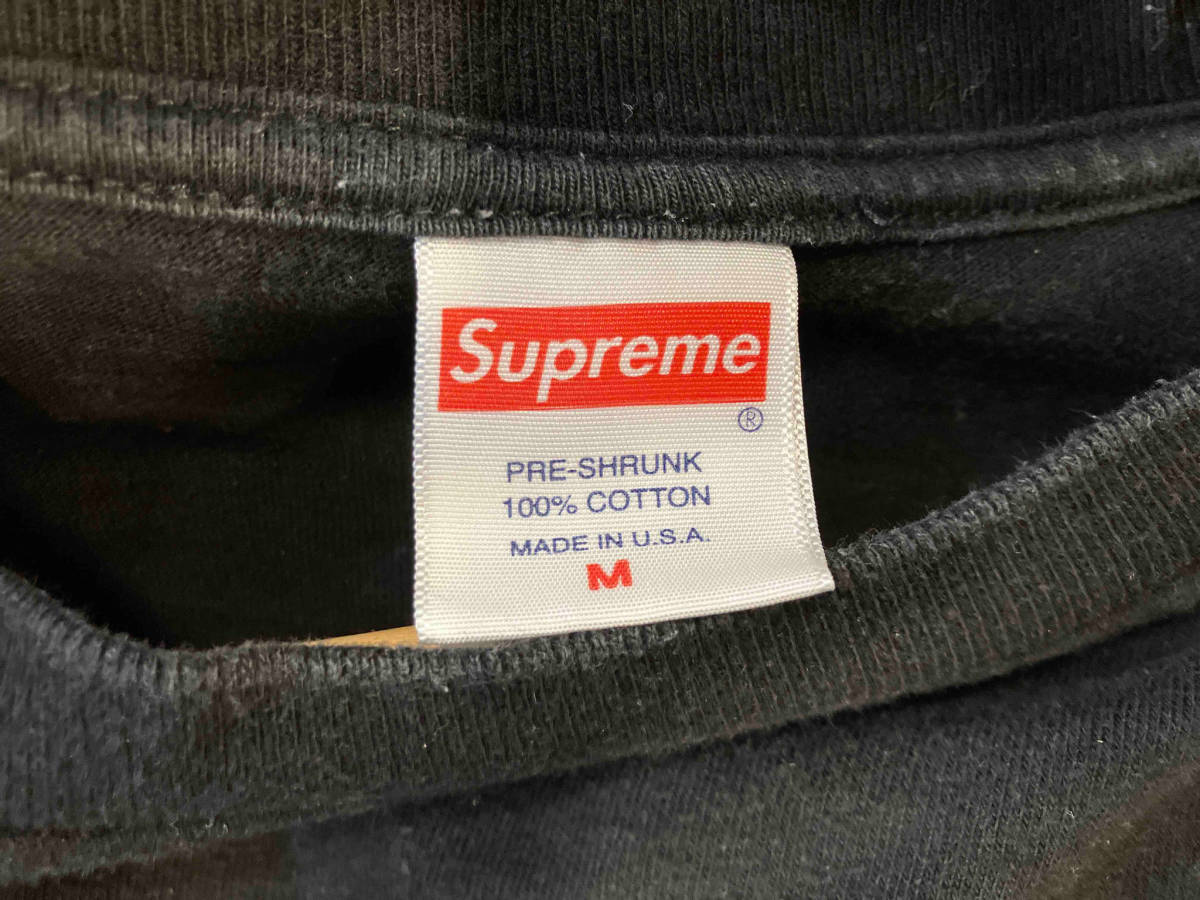 Supreme
®
PRE-SHRUNK
100% COTTON
MADE IN U.S.A.
M